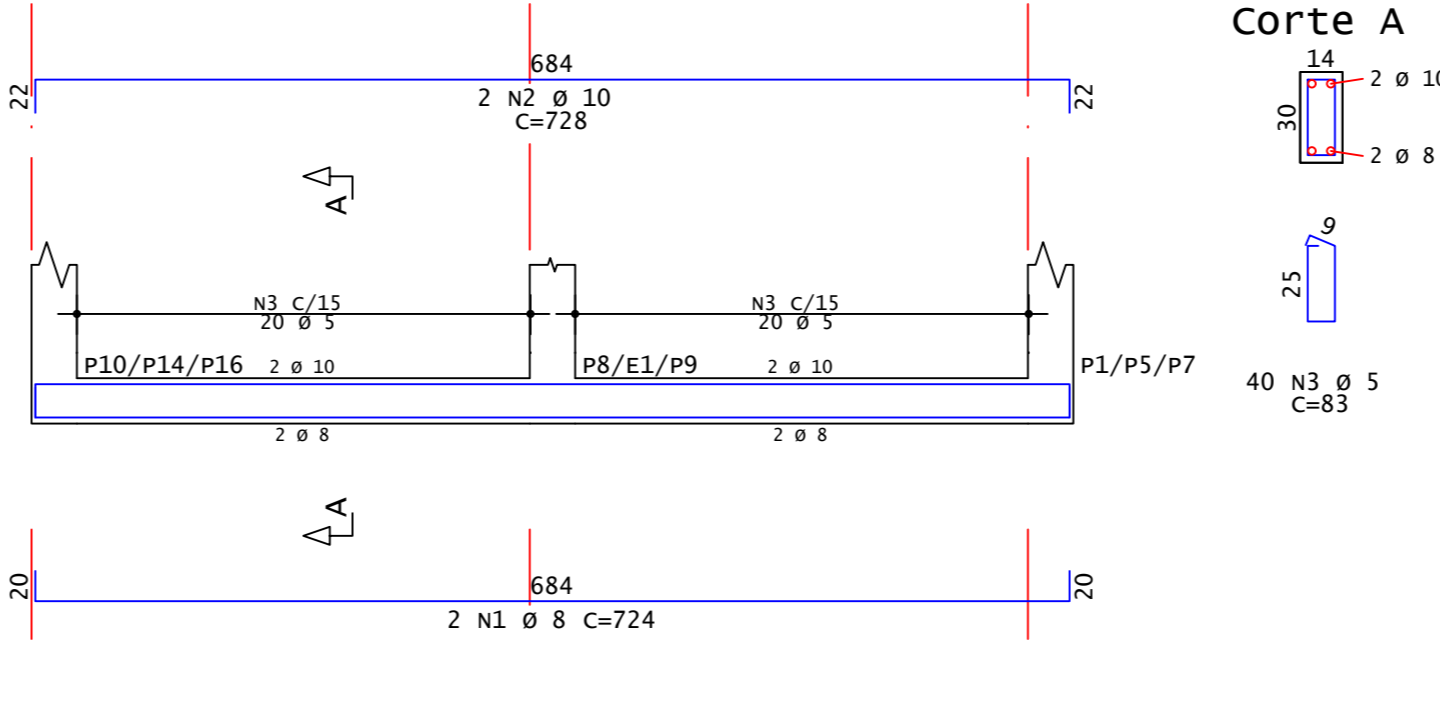 Corte A
684
14
22
2 N2 Ø 10
22
2 Ø 10
C=728
30
2 Ø 8
A
9
25
N3 C/15
20 Ø 5
N3 C/15
20 Ø 5
P10/P14/P16
2 Ø 10
P8/E1/P9
2 Ø 10
P1/P5/P7
40 N3 Ø 5
C=83
2 Ø 8
2 Ø 8
A
20
684
20
2 N1 Ø 8 C=724